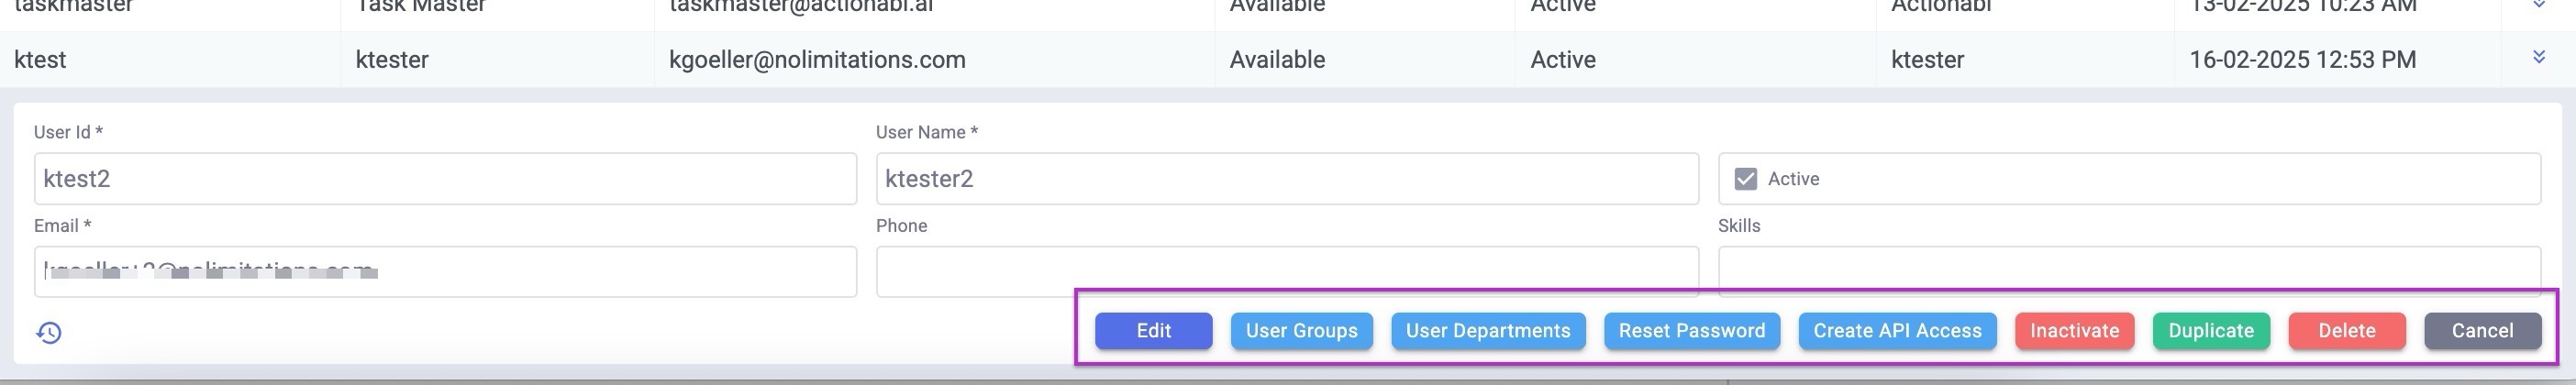 taskmaster Task Master taskmaster@actionabl.ai Available Active Actionabl 13-02-2025 10:23 AM
ktest ktester kgoeller@nolimitations.com Available Active ktester 16-02-2025 12:53 PM
User Id * User Name *
ktest2 ktester2 Active
Email * Phone Skills
Edit User Groups User Departments Reset Password Create API Access Inactivate Duplicate Delete Cancel